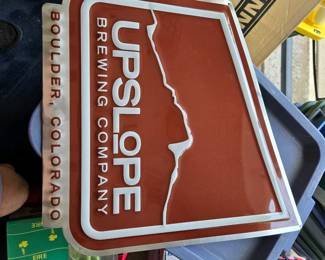 UPSLOPE
BREWING COMPANY
BOULDER, COLORADO